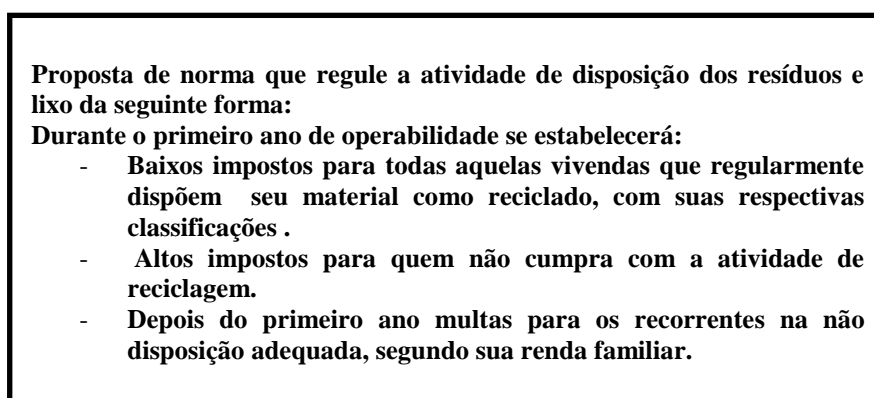 Proposta de norma que regule a atividade de disposição dos resíduos e
lixo da seguinte forma:
Durante o primeiro ano de operabilidade se estabelecerá:
- Baixos impostos para todas aquelas vivendas que regularmente
dispõem seu material como reciclado, com suas respectivas
classificações .
- Altos impostos para quem não cumpra com a atividade de
reciclagem.
- Depois do primeiro ano multas para os recorrentes na não
disposição adequada, segundo sua renda familiar.